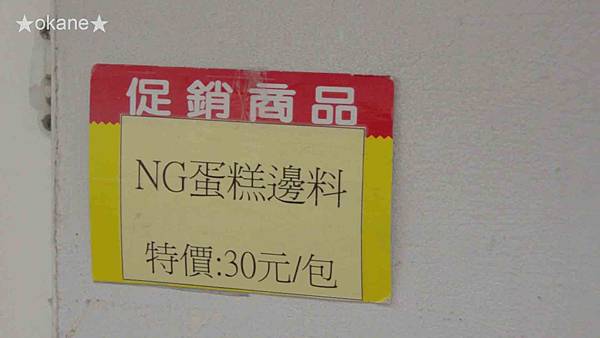 ★okane★
促銷商品
NG蛋糕邊料
特價:30元/包